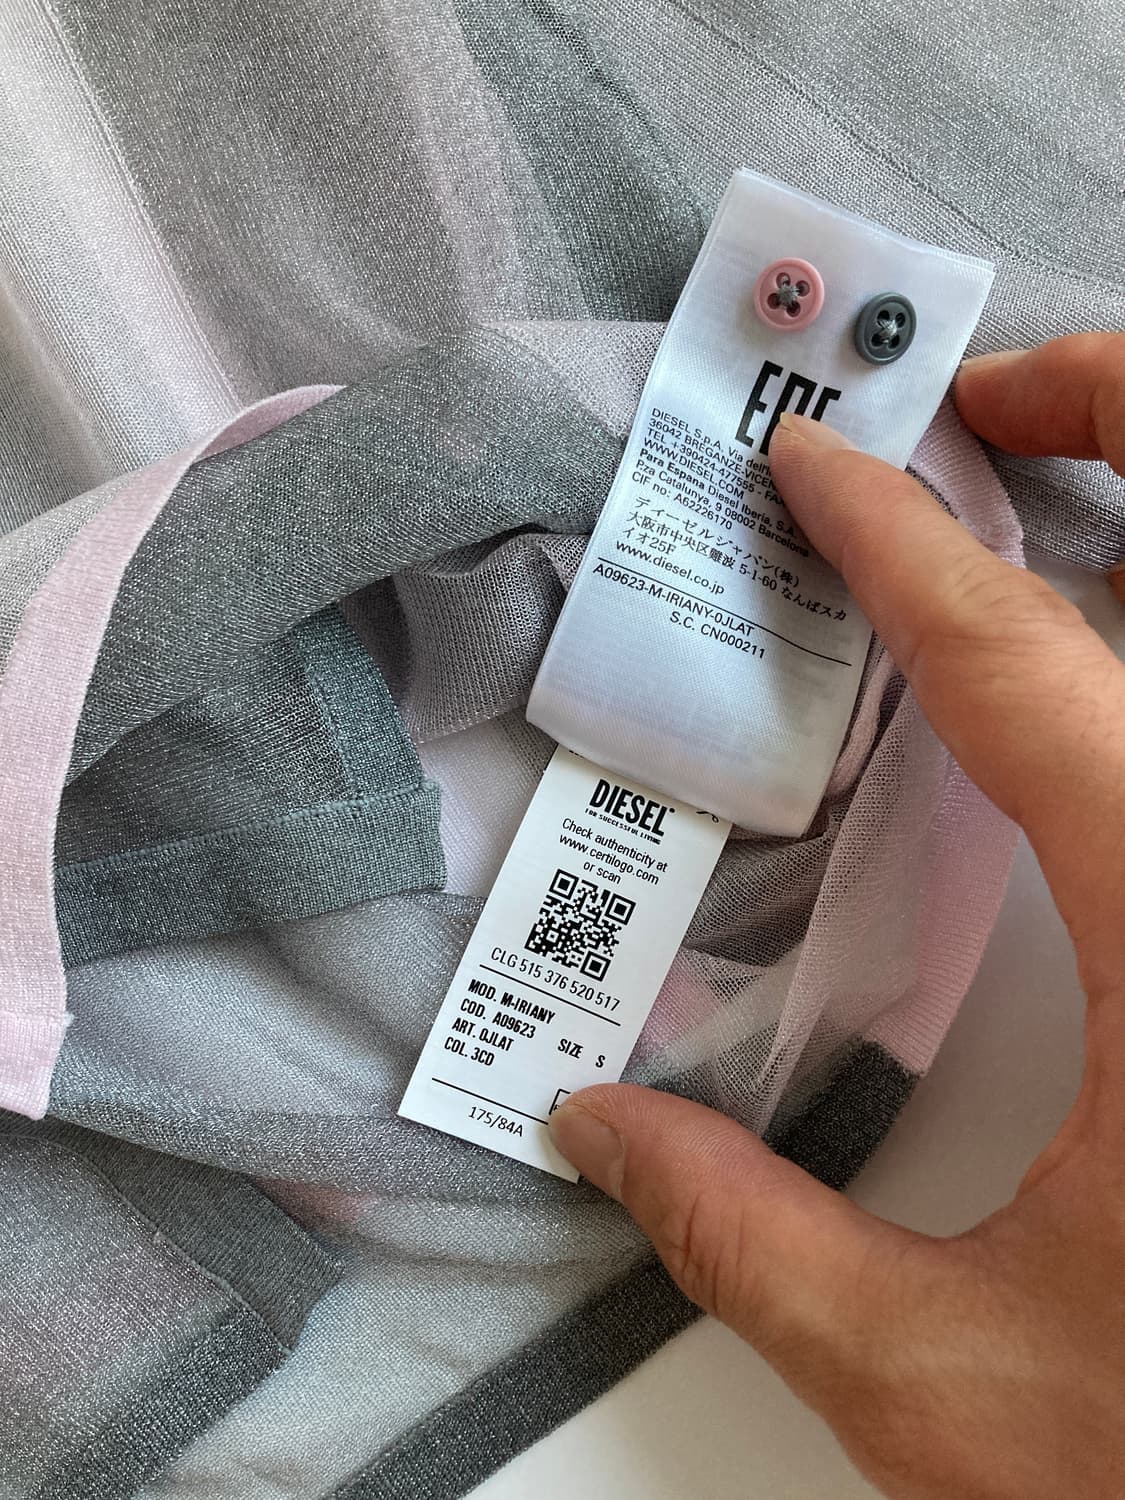 DIESEL S.p.A. Via dell'I
36042 BREGANZE-VICEN
TEL +390424-477555 - FAX
WWW.DIESEL.COM
Para Espana Diesel Iberia, S.A.
Pza Catalunya, 9 08002 Barcelona
CIF no: A62226170
ディーゼルジャパン(株)
大阪市中央区難波 5-1-60 なんばスカ
イオ25F
www.diesel.co.jp
A09623-M-IRIANY-0JLAT
S.C. CN000211
DIESEL
FOR SUCCESSFUL LIVING
Check authenticity at
www.certilogo.com
or scan
CLG 515 376 520 517
MOD. M-IRIANY
COD. A09623
ART. 0JLAT SIZE S
COL. 3CD
175/84A